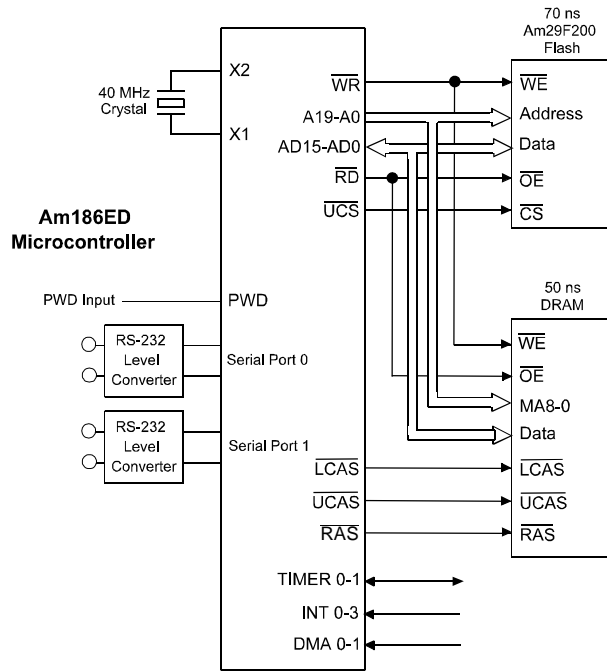 70 ns
Am29F200
Flash
X2
40 MHz
Crystal
X1
WR
A19-A0
AD15-AD0
RD
UCS
WE
Address
Data
OE
CS
Am186ED
Microcontroller
PWD Input
PWD
RS-232
Level
Converter
Serial Port 0
RS-232
Level
Converter
Serial Port 1
50 ns
DRAM
WE
OE
MA8-0
Data
LCAS
LCAS
UCAS
UCAS
RAS
RAS
TIMER 0-1
INT 0-3
DMA 0-1